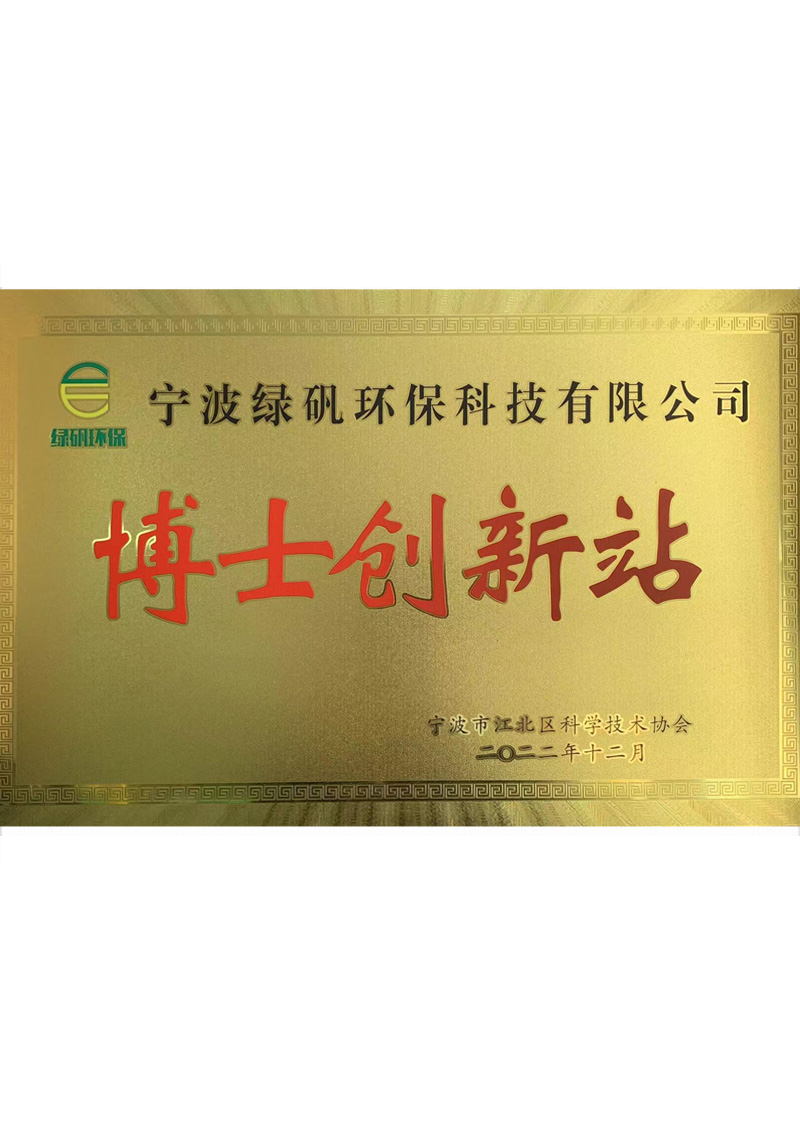 宁波绿矾环保科技有限公司
绿矾环保
博士创新站
宁波市江北区科学技术协会
二〇二二年十二月